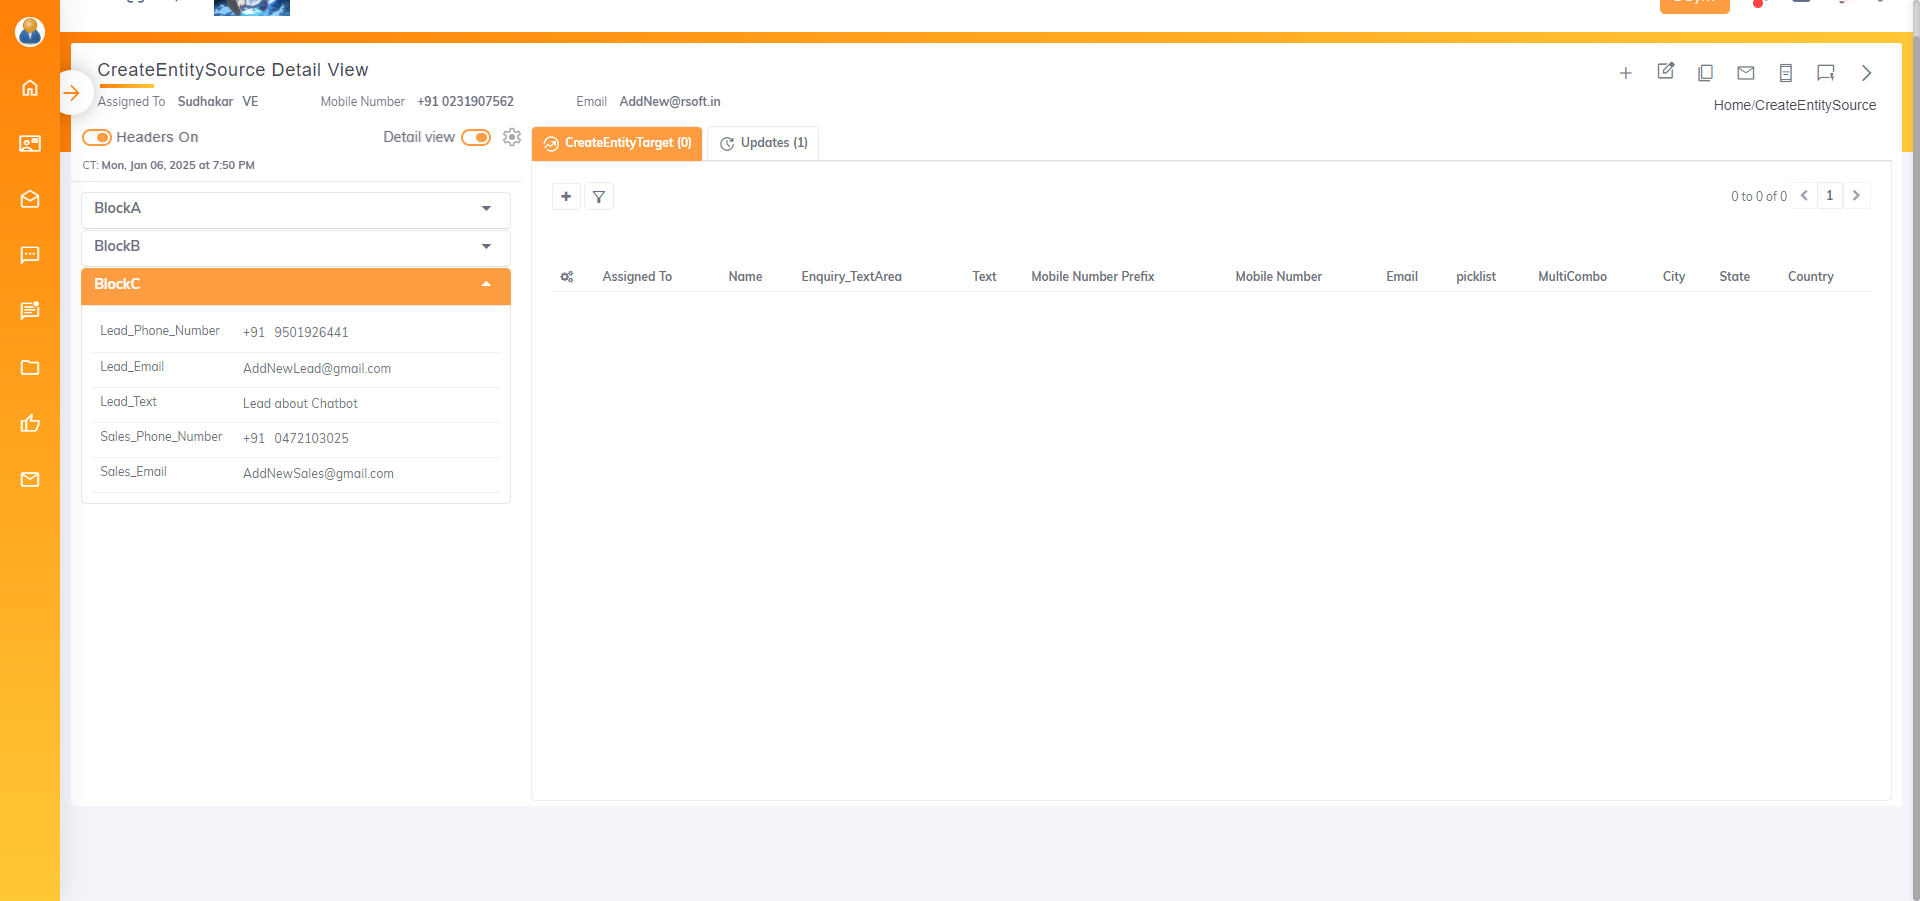 CreateEntitySource Detail View
Assigned To Sudhakar VE Mobile Number +91 0231907562 Email AddNew@rsoft.in
Home/CreateEntitySource
Headers On Detail view
CT: Mon, Jan 06, 2025 at 7:50 PM
CreateEntityTarget (0) Updates (1)
0 to 0 of 0 1
BlockA
BlockB
BlockC
Lead_Phone_Number +91 9501926441
Lead_Email AddNewLead@gmail.com
Lead_Text Lead about Chatbot
Sales_Phone_Number +91 0472103025
Sales_Email AddNewSales@gmail.com
Assigned To Name Enquiry_TextArea Text Mobile Number Prefix Mobile Number Email picklist MultiCombo City State Country